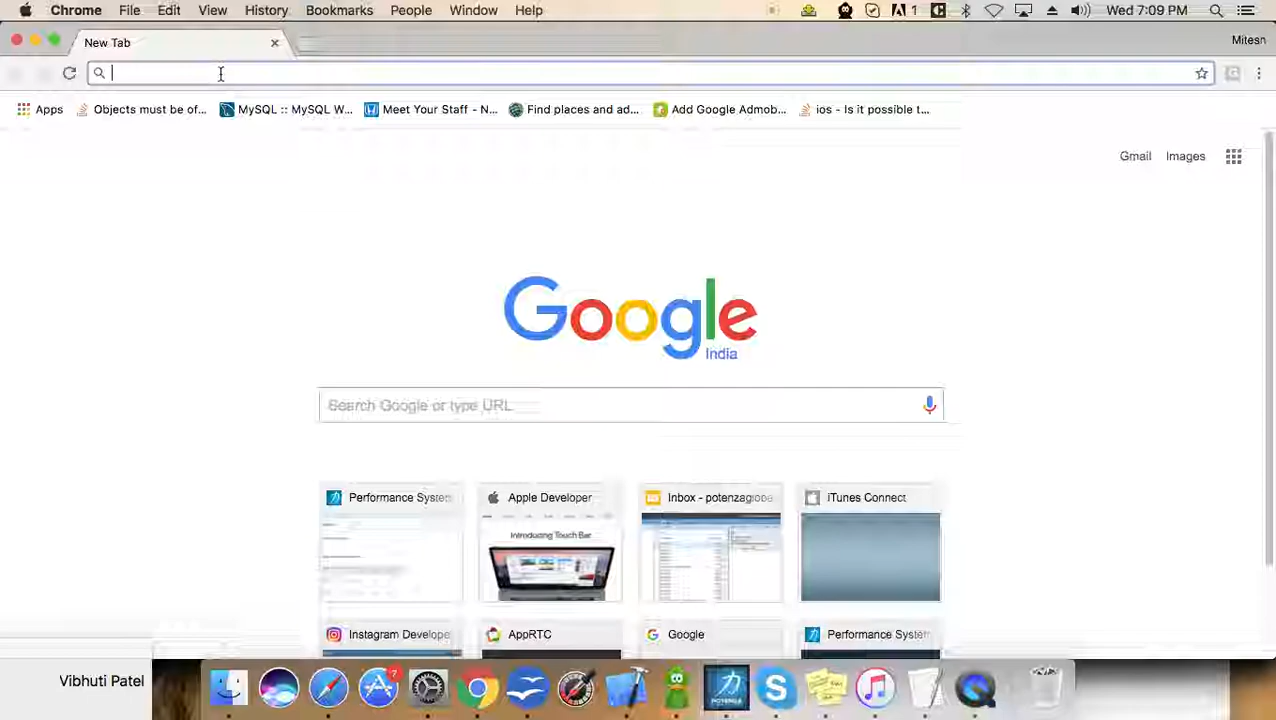 Chrome File Edit View History Bookmarks People Window Help 1 Wed 7:09 PM
New Tab Mitesh
Apps Objects must be of... MySQL :: MySQL W... Meet Your Staff - N... Find places and ad... Add Google Admob... ios - Is it possible t...
Gmail Images
Google
India
Search Google or type URL
Performance System Apple Developer Inbox - potenzaglobe iTunes Connect
Introducing Touch Bar
Instagram Develope AppRTC Google Performance System
7
Vibhuti Patel